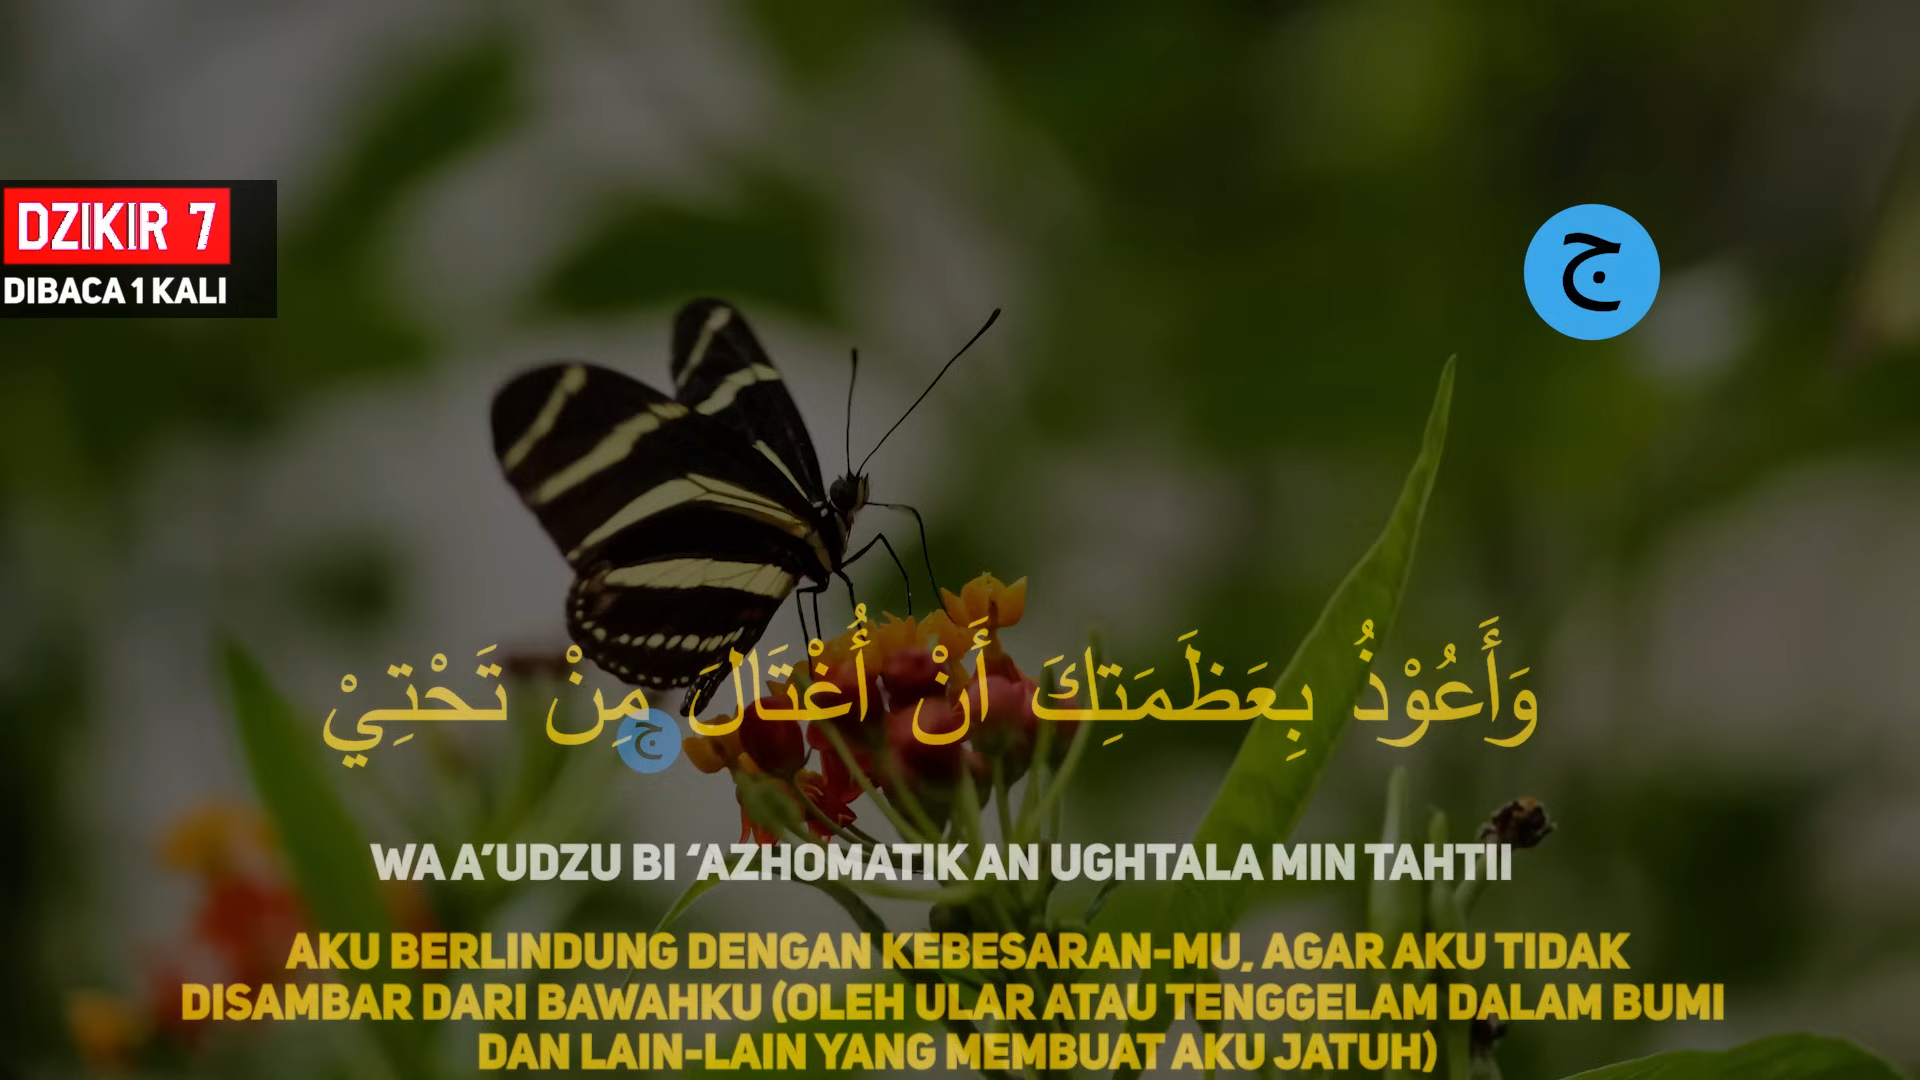 DZIKIR 7
DIBACA 1 KALI
ج
وَأَعُوْذُ بِعَظَمَتِكَ أَنْ أُغْتَالَ مِنْ تَحْتِيْ
ج
WA A’UDZU BI ‘AZHOMATIK AN UGHTALA MIN TAHTII
AKU BERLINDUNG DENGAN KEBESARAN-MU, AGAR AKU TIDAK
DISAMBAR DARI BAWAHKU (OLEH ULAR ATAU TENGGELAM DALAM BUMI
DAN LAIN-LAIN YANG MEMBUAT AKU JATUH)